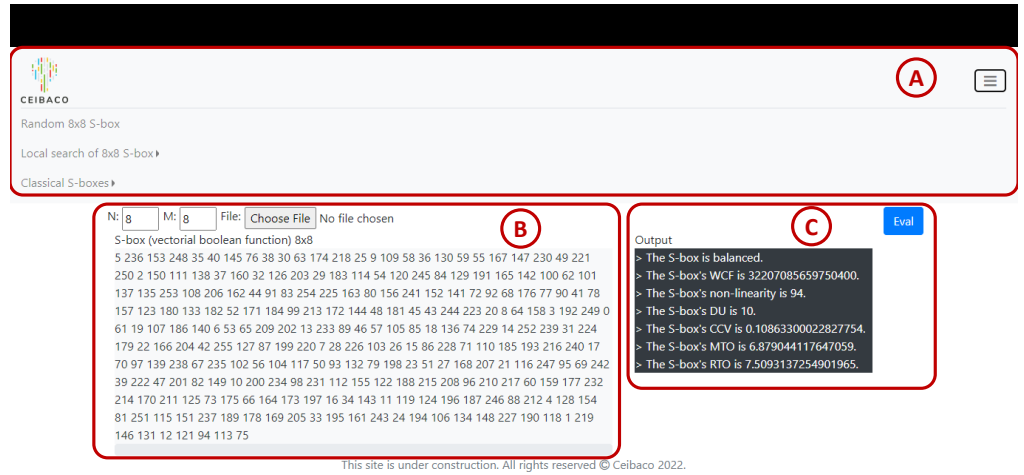 A
CEIBACO
Random 8x8 S-box
Local search of 8x8 S-box
Classical S-boxes
N: 8 M: 8 File: Choose File No file chosen
B
S-box (vectorial boolean function) 8x8
5 236 153 248 35 40 145 76 38 30 63 174 218 25 9 109 58 36 130 59 55 167 147 230 49 221
250 2 150 111 138 37 160 32 126 203 29 183 114 54 120 245 84 129 191 165 142 100 62 101
137 135 253 108 206 162 44 91 83 254 225 163 80 156 241 152 141 72 92 68 176 77 90 41 78
157 123 180 133 182 52 171 184 99 213 172 144 48 181 45 43 244 223 20 8 64 158 3 192 249 0
61 19 107 186 140 6 53 65 209 202 13 233 89 46 57 105 85 18 136 74 229 14 252 239 31 224
179 22 166 204 42 255 127 87 199 220 7 28 226 103 26 15 86 228 71 110 185 193 216 240 17
70 97 139 238 67 235 102 56 104 117 50 93 132 79 198 23 51 27 168 207 21 116 247 95 69 242
39 222 47 201 82 149 10 200 234 98 231 112 155 122 188 215 208 96 210 217 60 159 177 232
214 170 211 125 73 175 66 164 173 197 16 34 143 11 119 124 196 187 246 88 212 4 128 154
81 251 115 151 237 189 178 169 205 33 195 161 243 24 194 106 134 148 227 190 118 1 219
146 131 12 121 94 113 75
C
Eval
Output
> The S-box is balanced.
> The S-box's WCF is 32207085659750400.
> The S-box's non-linearity is 94.
> The S-box's DU is 10.
> The S-box's CCV is 0.10863300022827754.
> The S-box's MTO is 6.879044117647059.
> The S-box's RTO is 7.5093137254901965.
This site is under construction. All rights reserved © Ceibaco 2022.